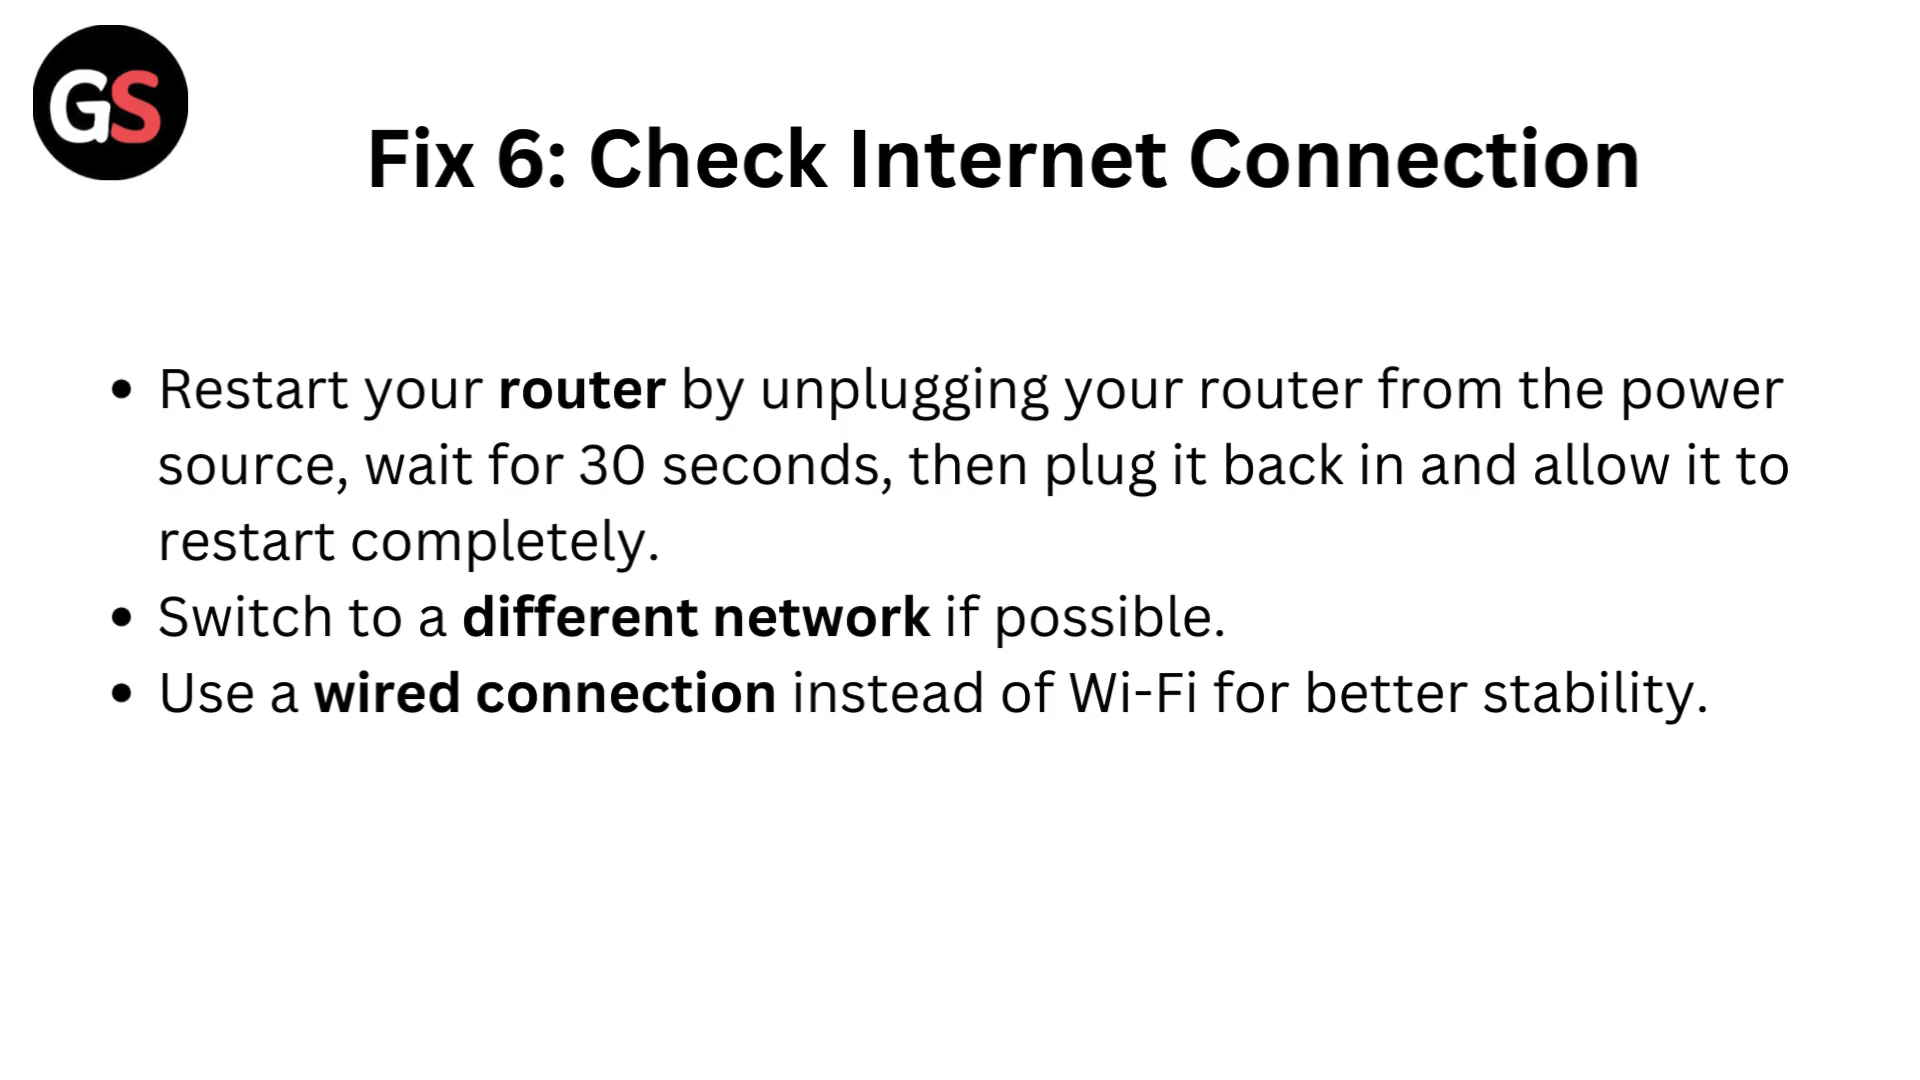 GS
Fix 6: Check Internet Connection
• Restart your router by unplugging your router from the power
source, wait for 30 seconds, then plug it back in and allow it to
restart completely.
• Switch to a different network if possible.
• Use a wired connection instead of Wi-Fi for better stability.